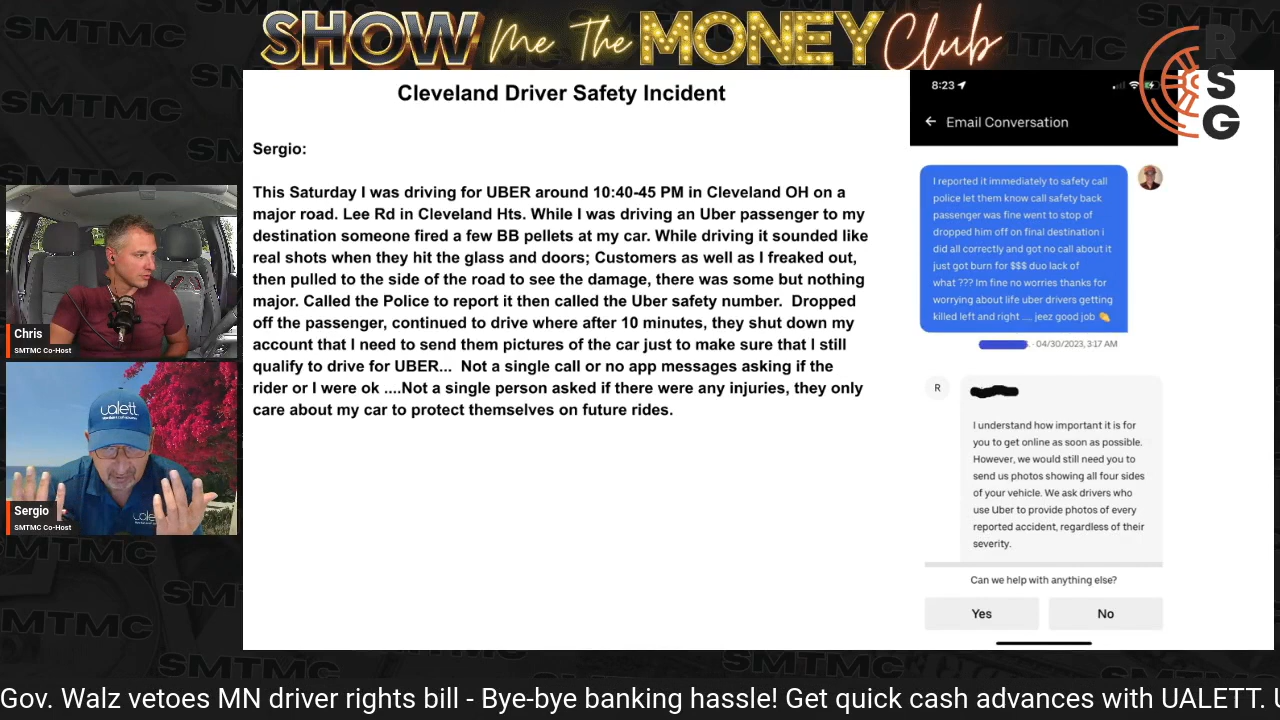 SHOW Me The MONEY Club
RSG
SMTMC
Cleveland Driver Safety Incident
Sergio:
This Saturday I was driving for UBER around 10:40-45 PM in Cleveland OH on a
major road. Lee Rd in Cleveland Hts. While I was driving an Uber passenger to my
destination someone fired a few BB pellets at my car. While driving it sounded like
real shots when they hit the glass and doors; Customers as well as I freaked out,
then pulled to the side of the road to see the damage, there was some but nothing
major. Called the Police to report it then called the Uber safety number.  Dropped
off the passenger, continued to drive where after 10 minutes, they shut down my
account that I need to send them pictures of the car just to make sure that I still
qualify to drive for UBER...  Not a single call or no app messages asking if the
rider or I were ok ....Not a single person asked if there were any injuries, they only
care about my car to protect themselves on future rides.
8:23
Email Conversation
I reported it immediately to safety call
police let them know call safety back
passenger was fine went to stop of
dropped him off on final destination i
did all correctly and got no call about it
just got burn for $$$ duo lack of
what ??? Im fine no worries thanks for
worrying about life uber drivers getting
killed left and right .... jeez good job 👏
· 04/30/2023, 3:17 AM
R
I understand how important it is for
you to get online as soon as possible.
However, we would still need you to
send us photos showing all four sides
of your vehicle. We ask drivers who
use Uber to provide photos of every
reported accident, regardless of their
severity.
Can we help with anything else?
Yes
No
Chris
SMTMC Co-Host
ualett
ualett
Sergio
SMTMC Co-Host
Gov. Walz vetoes MN driver rights bill - Bye-bye banking hassle! Get quick cash advances with UALETT. U